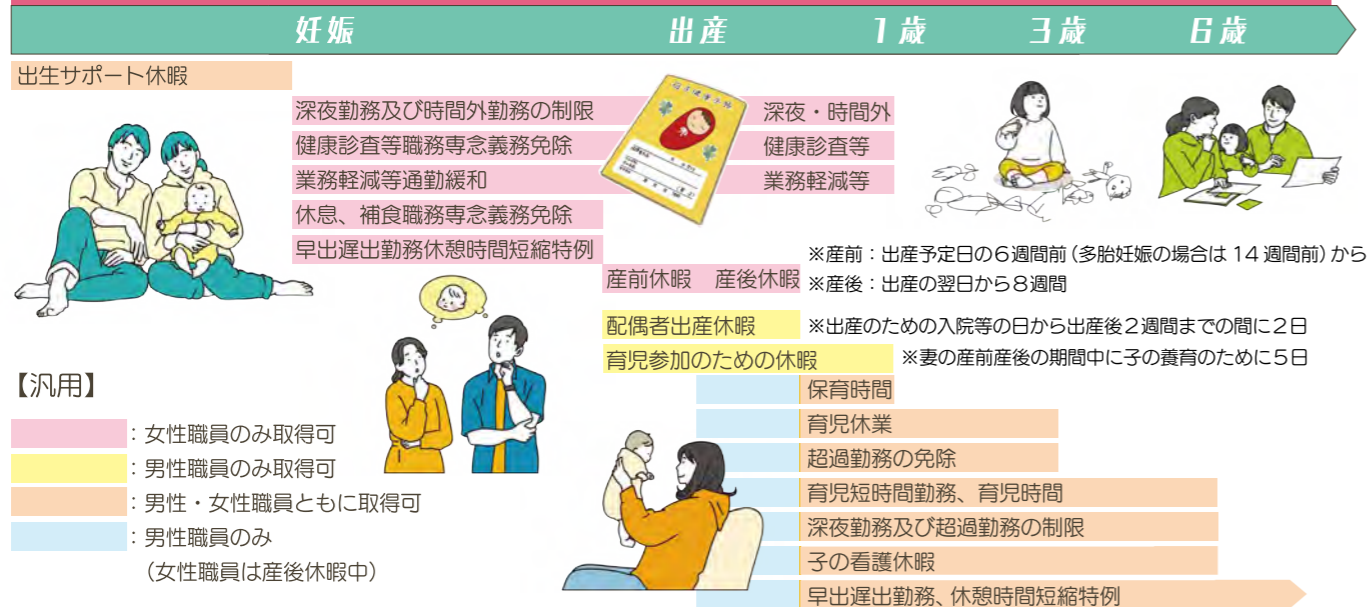 妊娠 出産 1歳 3歳 6歳
出生サポート休暇
深夜勤務及び時間外勤務の制限 深夜・時間外
健康診査等職務専念義務免除 健康診査等
業務軽減等通勤緩和 業務軽減等
休息、補食職務専念義務免除
早出遅出勤務休憩時間短縮特例
※産前：出産予定日の6週間前（多胎妊娠の場合は14週間前）から
産前休暇 産後休暇 ※産後：出産の翌日から8週間
配偶者出産休暇 ※出産のための入院等の日から出産後2週間までの間に2日
育児参加のための休暇 ※妻の産前産後の期間中に子の養育のために5日
保育時間
育児休業
超過勤務の免除
育児短時間勤務、育児時間
深夜勤務及び超過勤務の制限
子の看護休暇
早出遅出勤務、休憩時間短縮特例
【汎用】
：女性職員のみ取得可
：男性職員のみ取得可
：男性・女性職員ともに取得可
：男性職員のみ
（女性職員は産後休暇中）